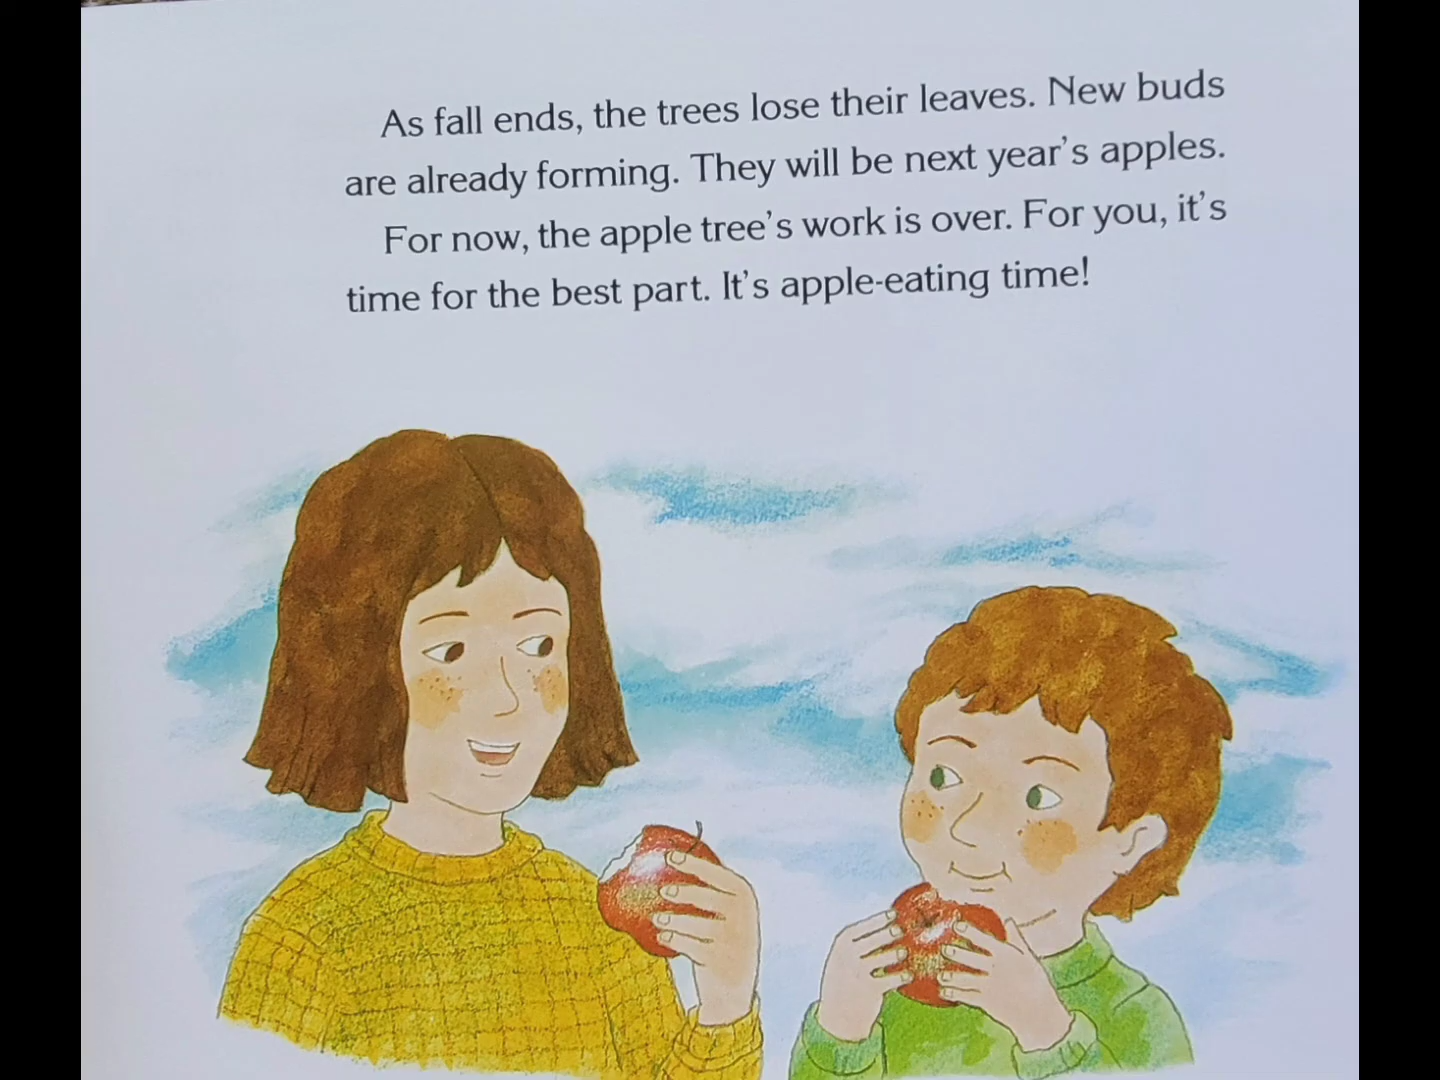 As fall ends, the trees lose their leaves. New buds
are already forming. They will be next year's apples.
For now, the apple tree's work is over. For you, it's
time for the best part. It's apple-eating time!